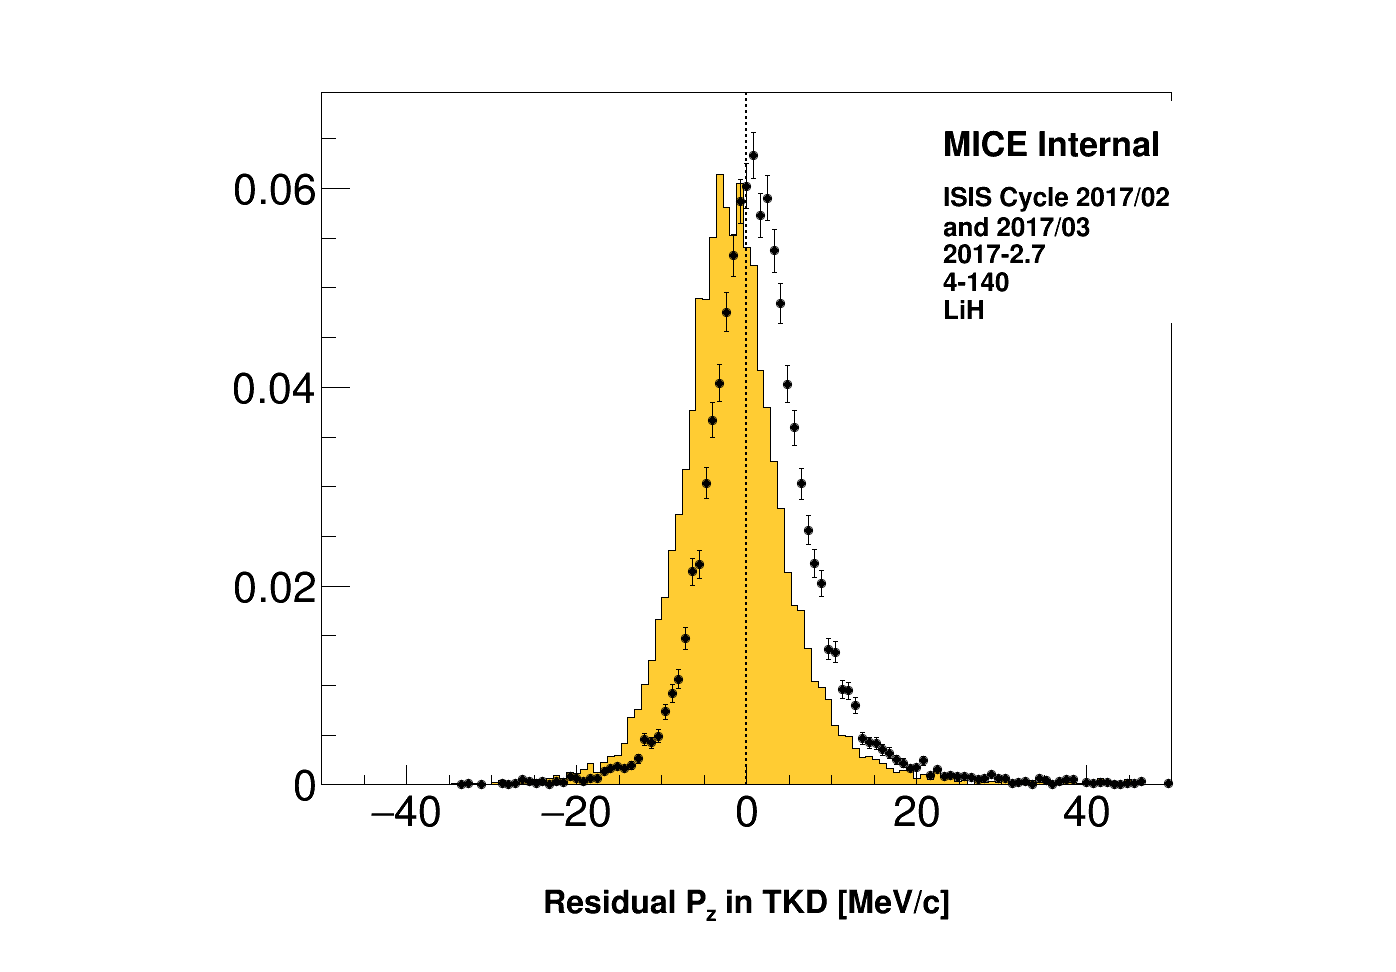 MICE Internal
ISIS Cycle 2017/02
and 2017/03
2017-2.7
4-140
LiH
0.06
0.04
0.02
0
−40 −20 0 20 40
Residual Pz in TKD [MeV/c]